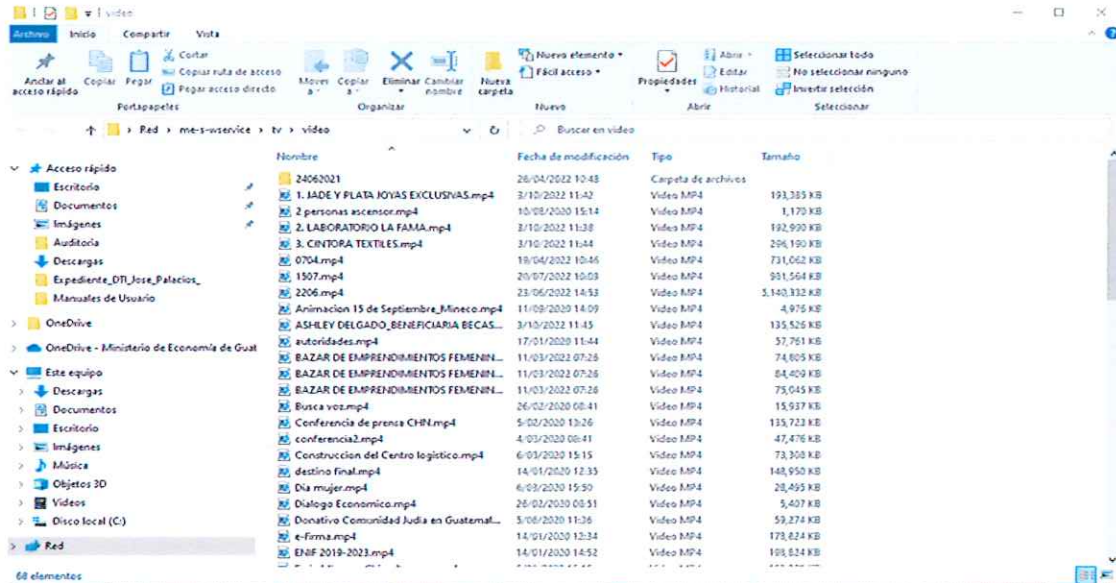 video
Archivo Inicio Compartir Vista
Anclar al acceso rápido
Copiar
Pegar
Cortar
Copiar ruta de acceso
Pegar acceso directo
Portapapeles
Mover a
Copiar a
Eliminar
Cambiar nombre
Organizar
Nueva carpeta
Nuevo elemento
Fácil acceso
Nuevo
Propiedades
Abrir
Editar
Historial
Abrir
Seleccionar todo
No seleccionar ninguno
Invertir selección
Seleccionar
Red > me-s-wservice > tv > video
Buscar en video
Acceso rápido
Escritorio
Documentos
Imágenes
Auditoria
Descargas
Expediente_DTI_Jose_Palacios_
Manuales de Usuario
OneDrive
OneDrive - Ministerio de Economía de Guat
Este equipo
Descargas
Documentos
Escritorio
Imágenes
Música
Objetos 3D
Videos
Disco local (C:)
Red
Nombre Fecha de modificación Tipo Tamaño
24062021 26/04/2022 10:48 Carpeta de archivos
1. JADE Y PLATA JOYAS EXCLUSIVAS.mp4 3/10/2022 11:42 Video MP4 193,385 KB
2 personas ascensor.mp4 10/08/2020 15:14 Video MP4 1,170 KB
2. LABORATORIO LA FAMA.mp4 3/10/2022 11:38 Video MP4 192,990 KB
3. CINTORA TEXTILES.mp4 3/10/2022 11:44 Video MP4 296,190 KB
0704.mp4 19/04/2022 10:46 Video MP4 731,062 KB
1507.mp4 20/07/2022 10:03 Video MP4 981,564 KB
2206.mp4 23/06/2022 14:53 Video MP4 5,140,332 KB
Animacion 15 de Septiembre_Mineco.mp4 11/09/2020 14:09 Video MP4 4,976 KB
ASHLEY DELGADO_BENEFICIARIA BECAS... 3/10/2022 11:45 Video MP4 135,526 KB
autoridades.mp4 17/01/2020 11:44 Video MP4 57,761 KB
BAZAR DE EMPRENDIMIENTOS FEMENIN... 11/03/2022 07:26 Video MP4 74,805 KB
BAZAR DE EMPRENDIMIENTOS FEMENIN... 11/03/2022 07:26 Video MP4 84,409 KB
BAZAR DE EMPRENDIMIENTOS FEMENIN... 11/03/2022 07:26 Video MP4 75,045 KB
Busca voz.mp4 26/02/2020 08:41 Video MP4 15,937 KB
Conferencia de prensa CHN.mp4 5/02/2020 13:26 Video MP4 135,723 KB
conferencia2.mp4 4/03/2020 08:41 Video MP4 47,476 KB
Construccion del Centro logistico.mp4 6/03/2020 15:15 Video MP4 73,308 KB
destino final.mp4 14/01/2020 12:35 Video MP4 148,950 KB
Dia mujer.mp4 6/03/2020 15:50 Video MP4 28,495 KB
Dialogo Economico.mp4 26/02/2020 08:51 Video MP4 5,407 KB
Donativo Comunidad Judia en Guatemal... 5/08/2020 11:36 Video MP4 59,274 KB
e-firma.mp4 14/01/2020 12:34 Video MP4 178,824 KB
ENIF 2019-2023.mp4 14/01/2020 14:52 Video MP4 198,824 KB
68 elementos